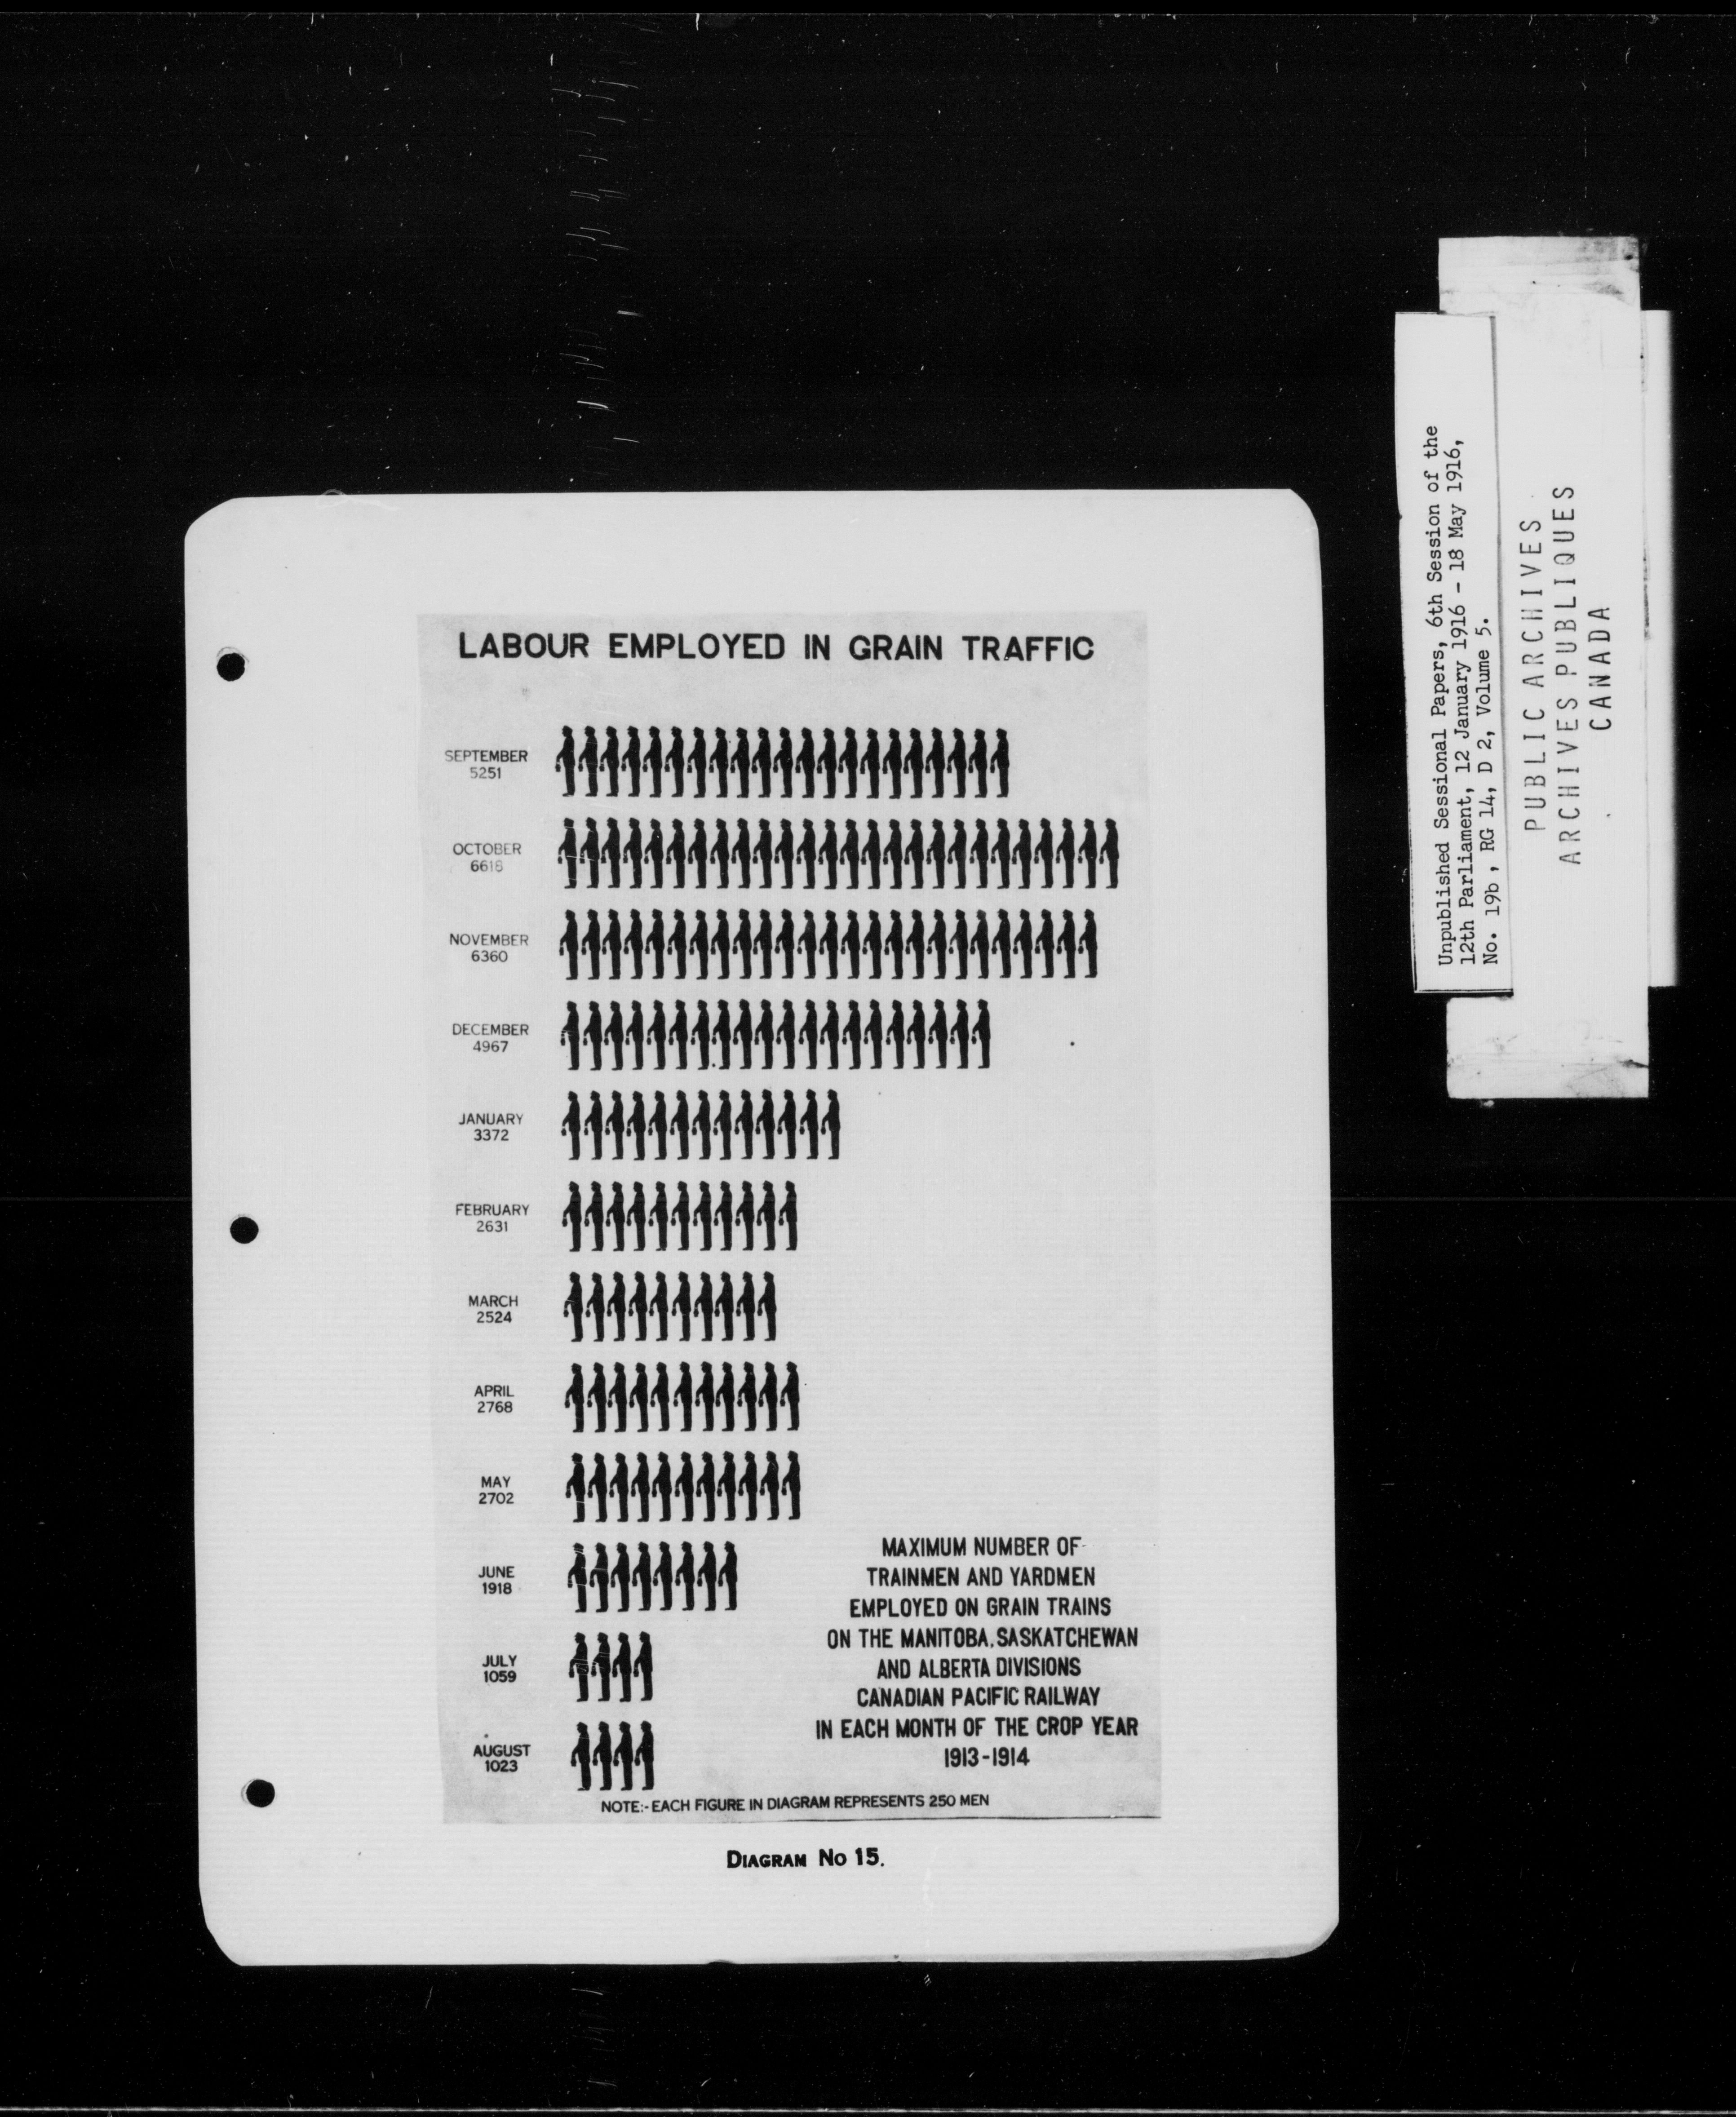 LABOUR EMPLOYED IN GRAIN TRAFFIC
SEPTEMBER
5251
OCTOBER
6618
NOVEMBER
6360
DECEMBER
4967
JANUARY
3372
FEBRUARY
2631
MARCH
2524
APRIL
2768
MAY
2702
JUNE
1918
JULY
1059
AUGUST
1023
MAXIMUM NUMBER OF
TRAINMEN AND YARDMEN
EMPLOYED ON GRAIN TRAINS
ON THE MANITOBA, SASKATCHEWAN
AND ALBERTA DIVISIONS
CANADIAN PACIFIC RAILWAY
IN EACH MONTH OF THE CROP YEAR
1913-1914
NOTE:- EACH FIGURE IN DIAGRAM REPRESENTS 250 MEN
DIAGRAM No 15.
Unpublished Sessional Papers, 6th Session of the
12th Parliament, 12 January 1916 - 18 May 1916,
No. 19b , RG 14, D 2, Volume 5.
PUBLIC ARCHIVES
ARCHIVES PUBLIQUES
CANADA